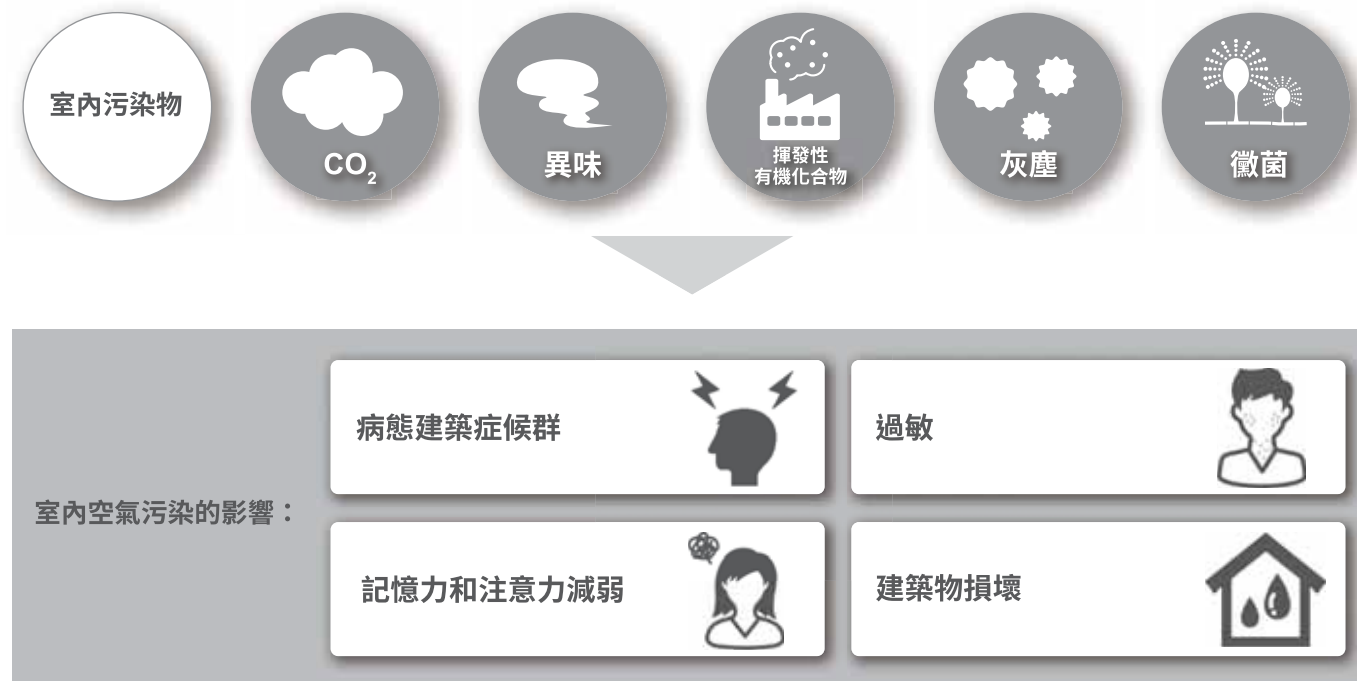 室內污染物
CO₂
異味
揮發性
有機化合物
灰塵
黴菌
病態建築症候群
過敏
室內空氣污染的影響：
記憶力和注意力減弱
建築物損壞